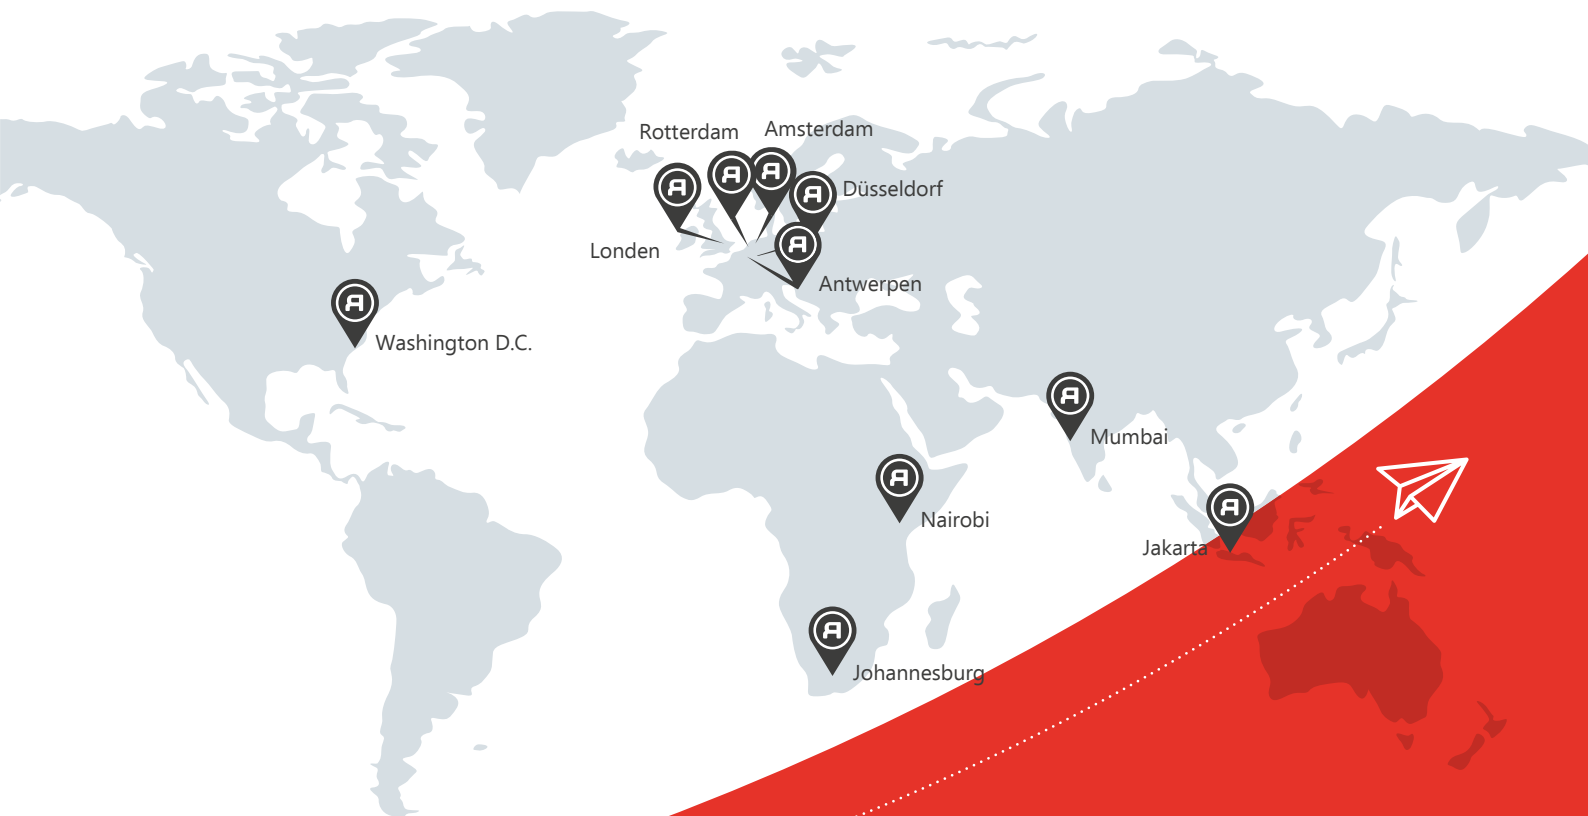 Rotterdam
Amsterdam
Düsseldorf
Londen
Antwerpen
Washington D.C.
Mumbai
Nairobi
Jakarta
Johannesburg